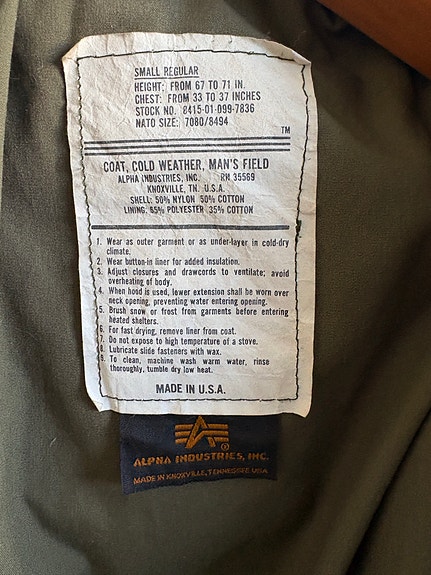 SMALL REGULAR
HEIGHT: FROM 67 TO 71 IN.
CHEST: FROM 33 TO 37 INCHES
STOCK NO. 8415-01-099-7836
NATO SIZE: 7080/8494
TM
COAT, COLD WEATHER, MAN'S FIELD
ALPHA INDUSTRIES, INC. RN 35569
KNOXVILLE, TN. U.S.A.
SHELL: 50% NYLON 50% COTTON
LINING: 65% POLYESTER 35% COTTON
1. Wear as outer garment or as under-layer in cold-dry
climate.
2. Wear button-in liner for added insulation.
3. Adjust closures and drawcords to ventilate; avoid
overheating of body.
4. When hood is used, lower extension shall be worn over
neck opening, preventing water entering opening.
5. Brush snow or frost from garments before entering
heated shelters.
6. For fast drying, remove liner from coat.
7. Do not expose to high temperature of a stove.
8. Lubricate slide fasteners with wax.
9. To clean, machine wash warm water, rinse
thoroughly, tumble dry low heat.
MADE IN U.S.A.
®
ALPHA INDUSTRIES, INC.
MADE IN KNOXVILLE, TENNESSEE USA